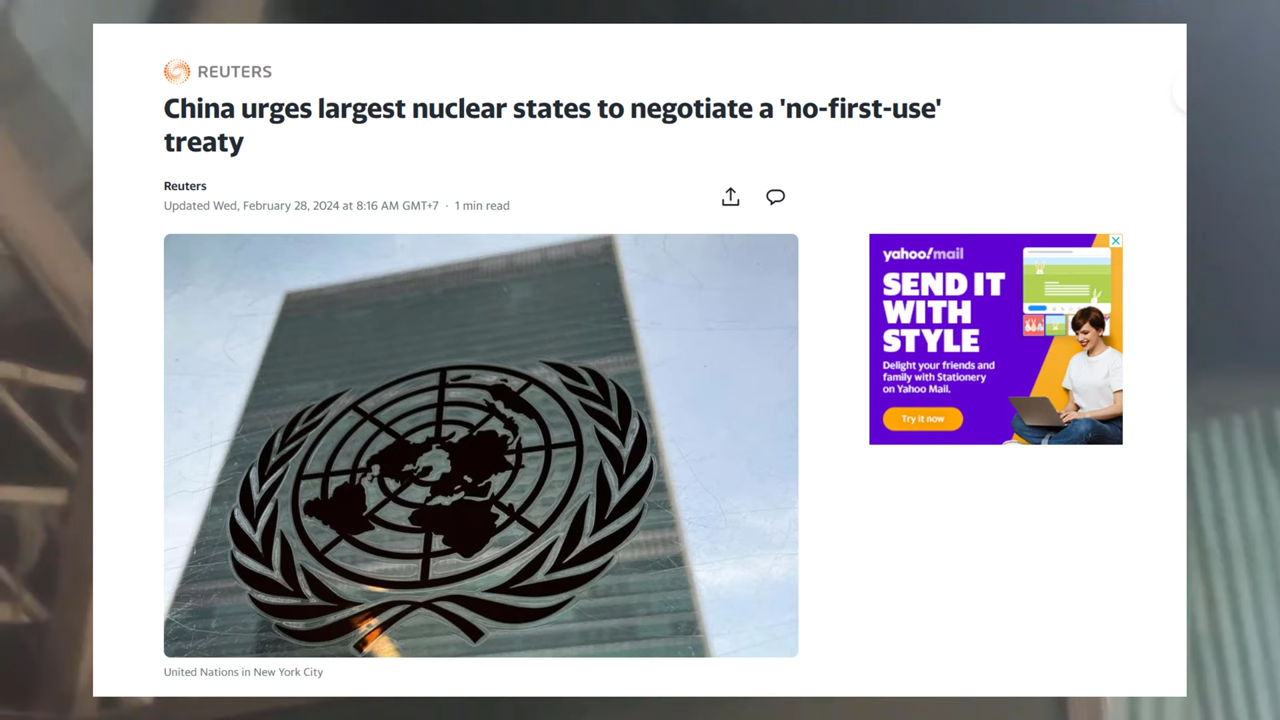 REUTERS
China urges largest nuclear states to negotiate a 'no-first-use'
treaty
Reuters
Updated Wed, February 28, 2024 at 8:16 AM GMT+7 · 1 min read
yahoo!mail
SEND IT
WITH
STYLE
Delight your friends and
family with Stationery
on Yahoo Mail.
Try it now
United Nations in New York City